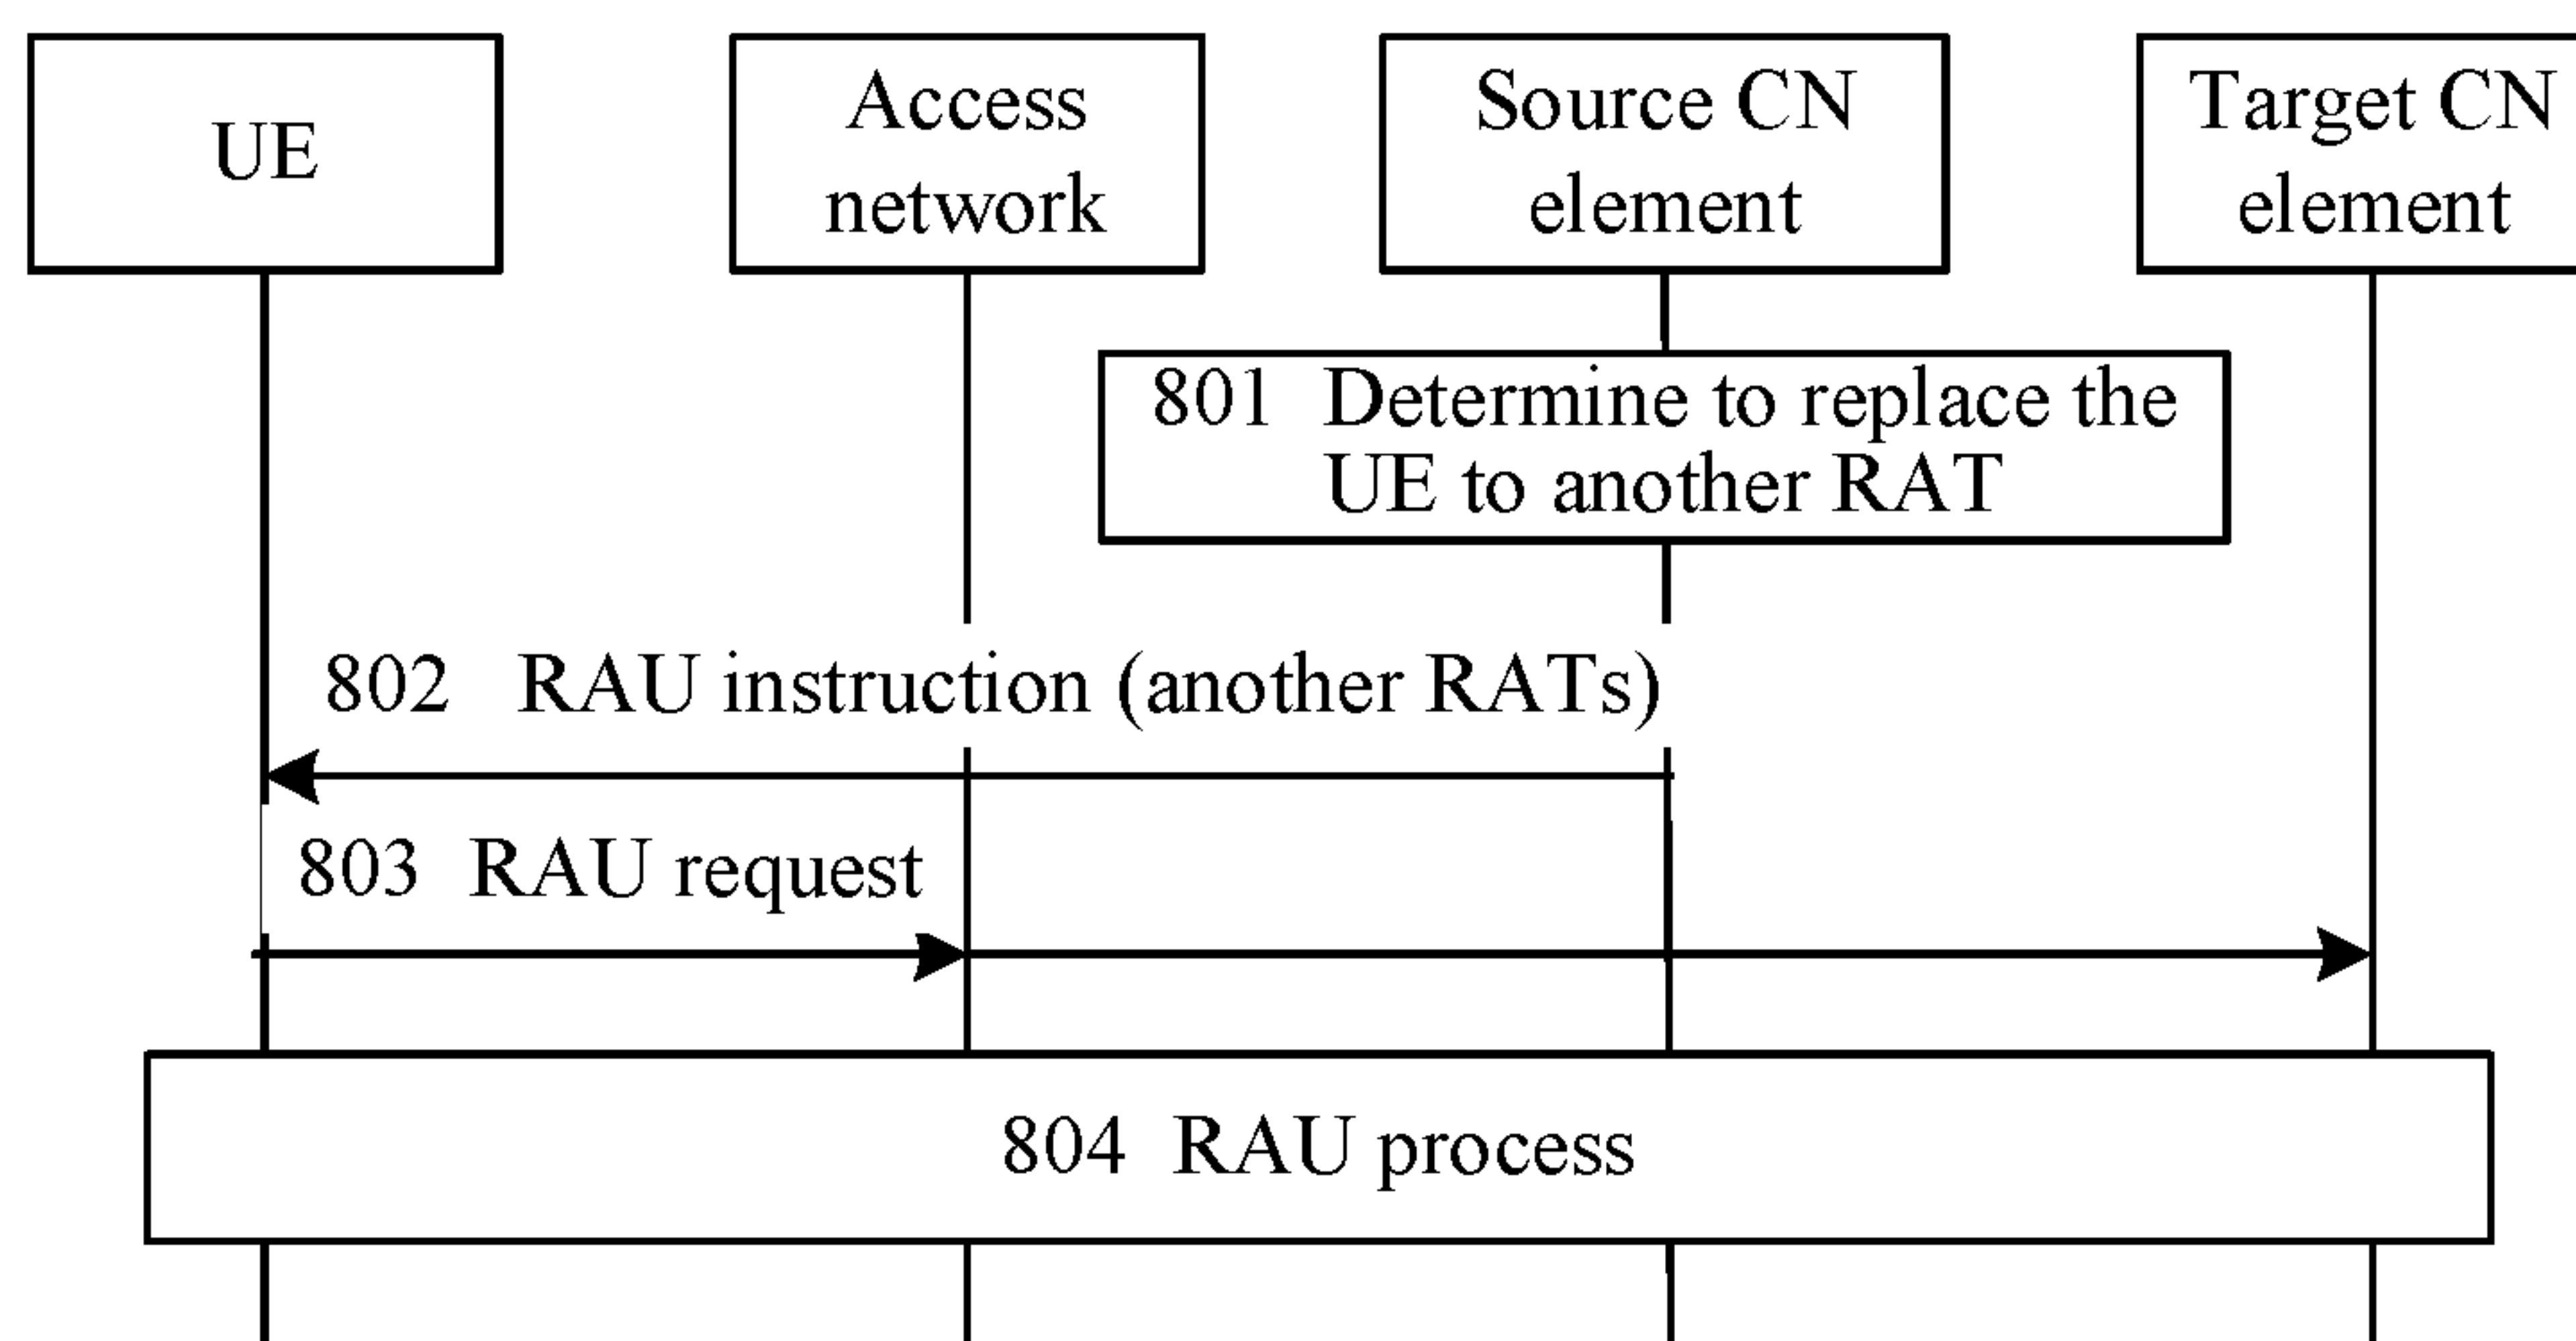 UE
Access
network
Source CN
element
Target CN
element
801 Determine to replace the
UE to another RAT
802 RAU instruction (another RATs)
803 RAU request
804 RAU process